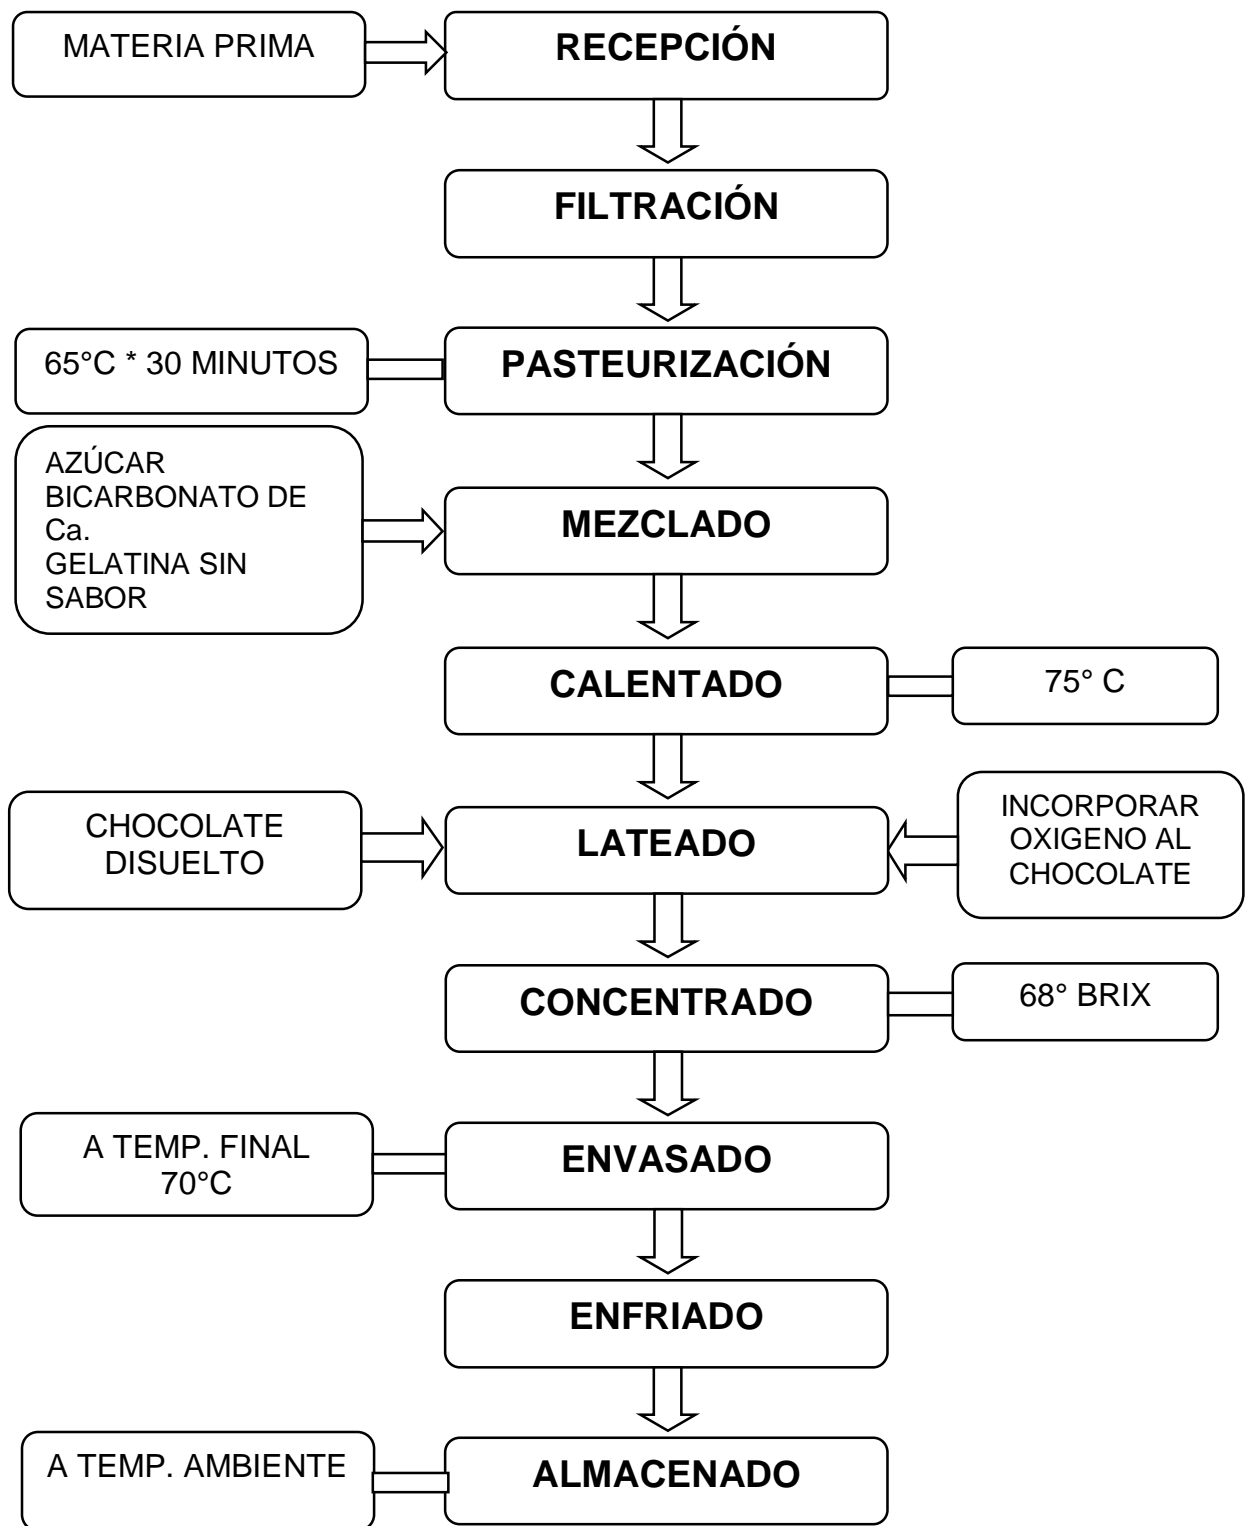 MATERIA PRIMA
RECEPCIÓN
FILTRACIÓN
65°C * 30 MINUTOS
PASTEURIZACIÓN
AZÚCAR
BICARBONATO DE
Ca.
GELATINA SIN
SABOR
MEZCLADO
CALENTADO
75° C
CHOCOLATE
DISUELTO
LATEADO
INCORPORAR
OXIGENO AL
CHOCOLATE
CONCENTRADO
68° BRIX
A TEMP. FINAL
70°C
ENVASADO
ENFRIADO
A TEMP. AMBIENTE
ALMACENADO